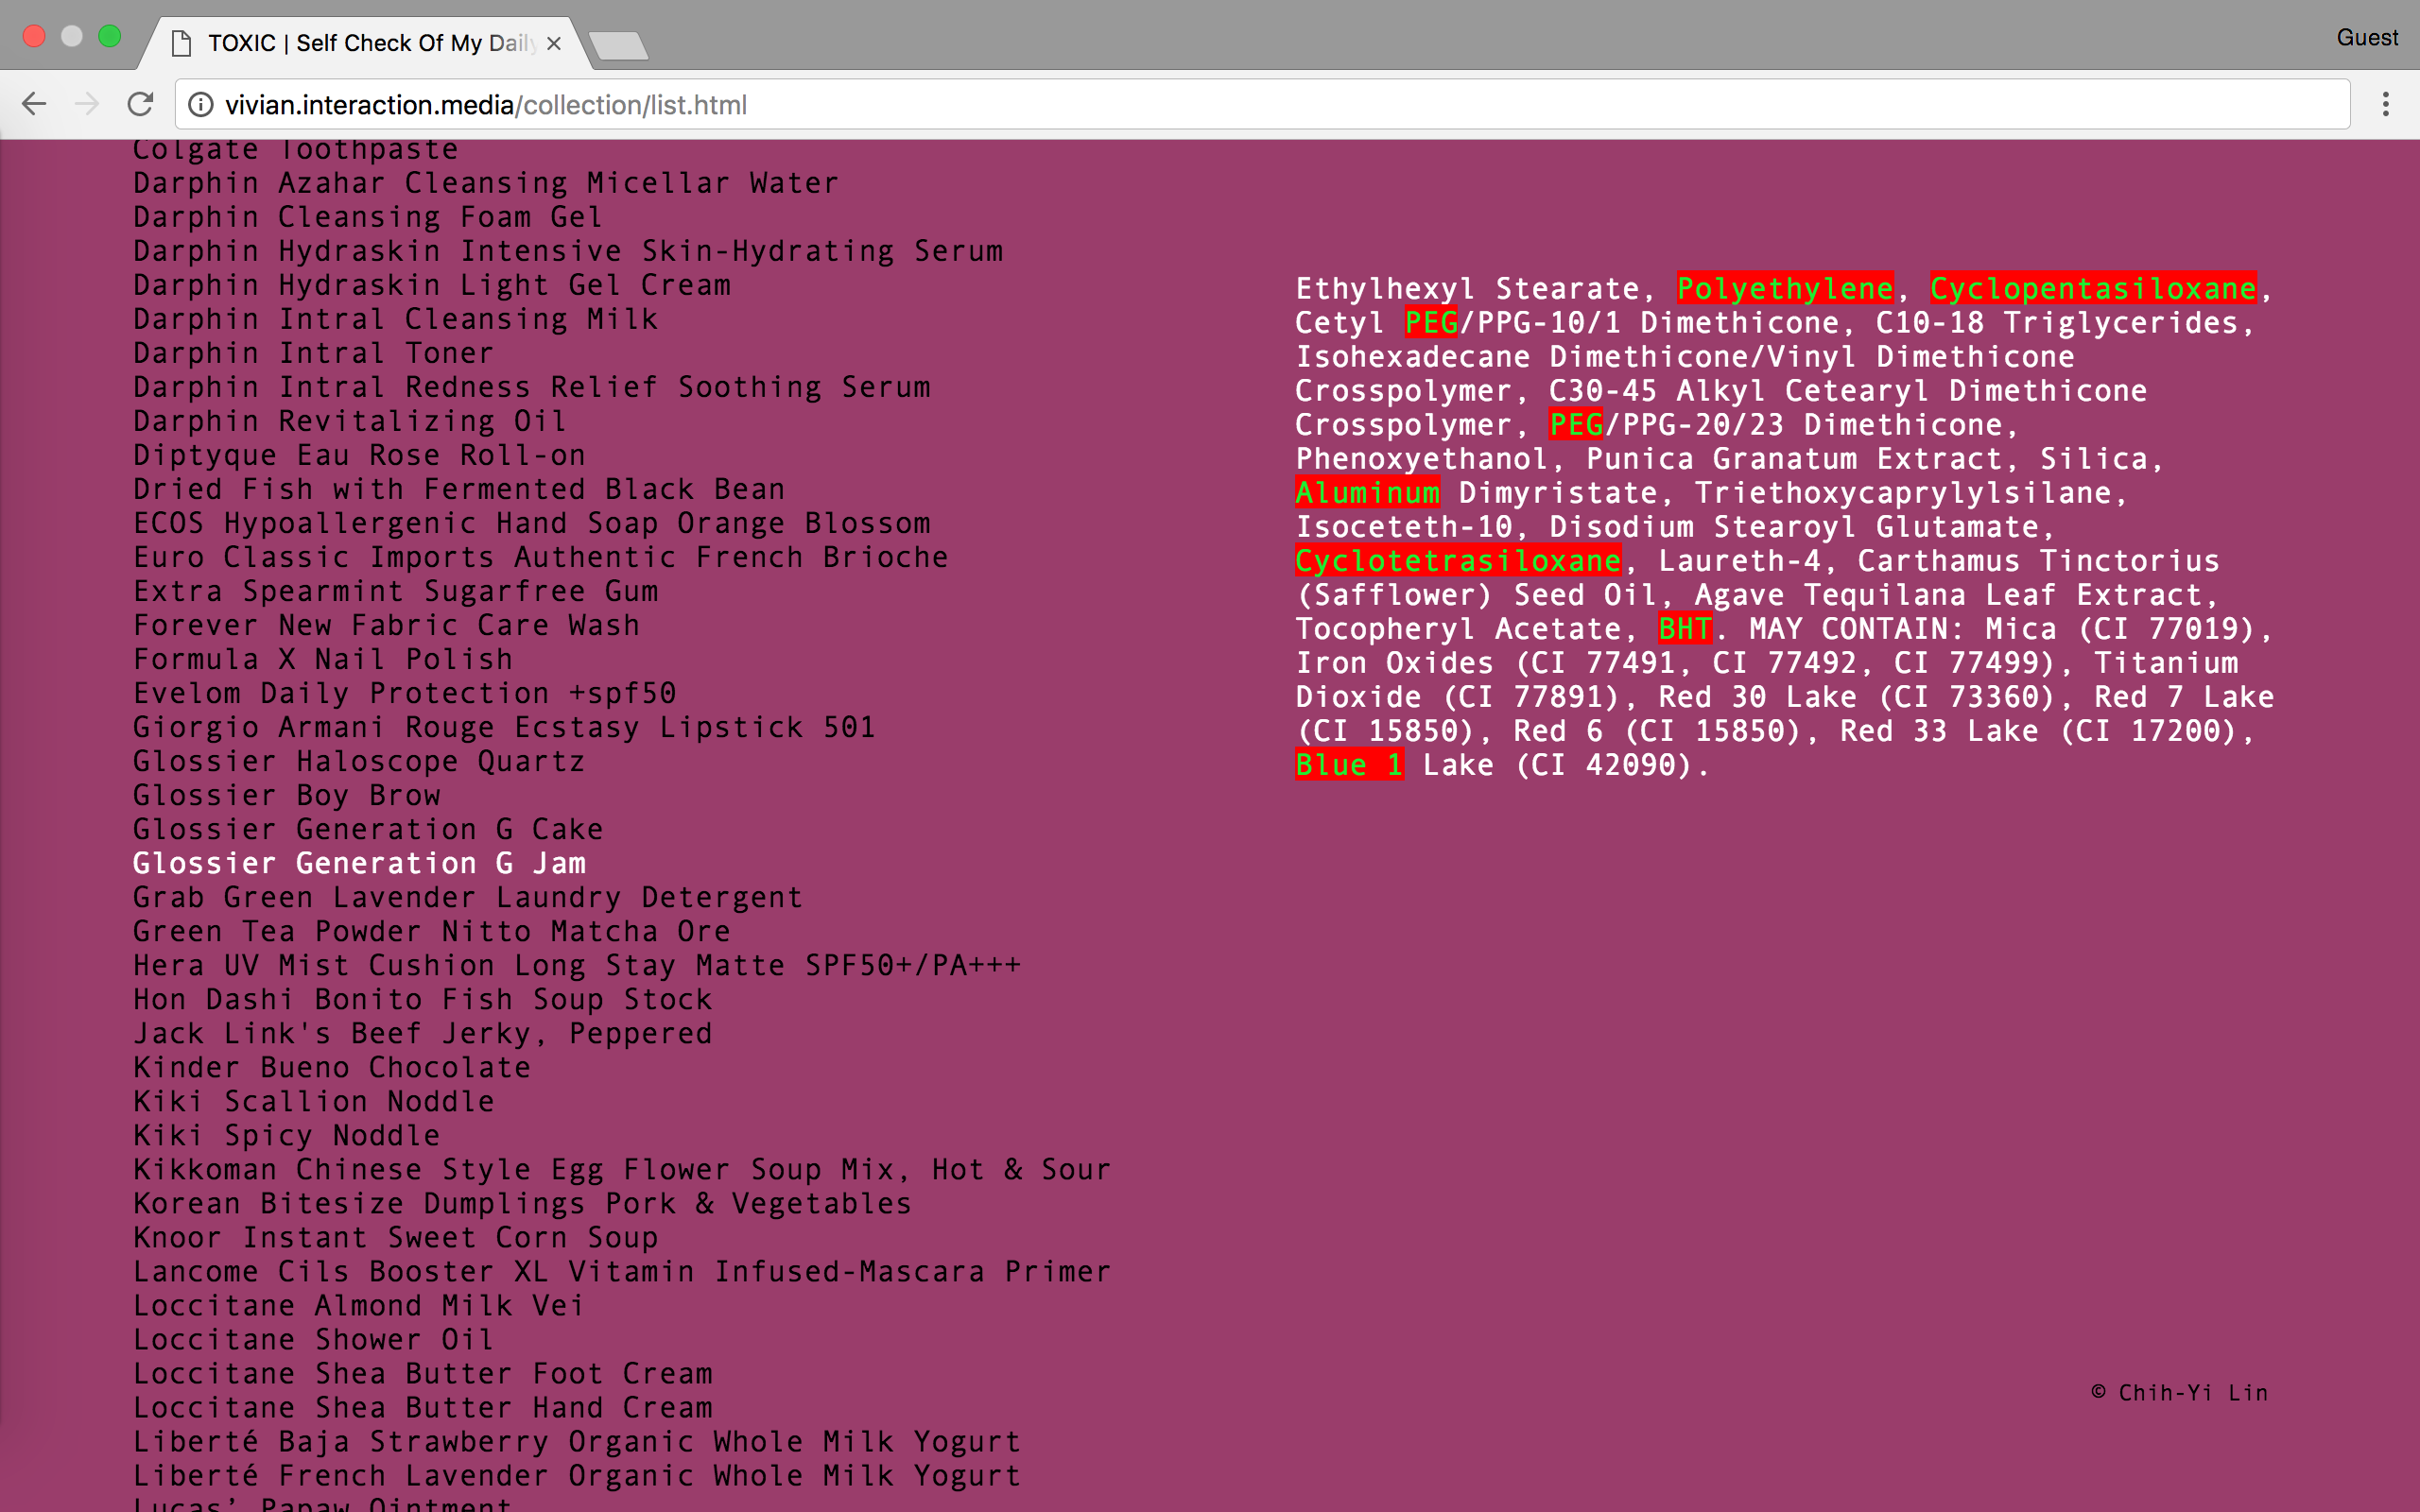 TOXIC | Self Check Of My Daily
Guest
vivian.interaction.media/collection/list.html
Colgate Toothpaste
Darphin Azahar Cleansing Micellar Water
Darphin Cleansing Foam Gel
Darphin Hydraskin Intensive Skin-Hydrating Serum
Darphin Hydraskin Light Gel Cream
Darphin Intral Cleansing Milk
Darphin Intral Toner
Darphin Intral Redness Relief Soothing Serum
Darphin Revitalizing Oil
Diptyque Eau Rose Roll-on
Dried Fish with Fermented Black Bean
ECOS Hypoallergenic Hand Soap Orange Blossom
Euro Classic Imports Authentic French Brioche
Extra Spearmint Sugarfree Gum
Forever New Fabric Care Wash
Formula X Nail Polish
Evelom Daily Protection +spf50
Giorgio Armani Rouge Ecstasy Lipstick 501
Glossier Haloscope Quartz
Glossier Boy Brow
Glossier Generation G Cake
Glossier Generation G Jam
Grab Green Lavender Laundry Detergent
Green Tea Powder Nitto Matcha Ore
Hera UV Mist Cushion Long Stay Matte SPF50+/PA+++
Hon Dashi Bonito Fish Soup Stock
Jack Link's Beef Jerky, Peppered
Kinder Bueno Chocolate
Kiki Scallion Noddle
Kiki Spicy Noddle
Kikkoman Chinese Style Egg Flower Soup Mix, Hot & Sour
Korean Bitesize Dumplings Pork & Vegetables
Knoor Instant Sweet Corn Soup
Lancome Cils Booster XL Vitamin Infused-Mascara Primer
Loccitane Almond Milk Vei
Loccitane Shower Oil
Loccitane Shea Butter Foot Cream
Loccitane Shea Butter Hand Cream
Liberté Baja Strawberry Organic Whole Milk Yogurt
Liberté French Lavender Organic Whole Milk Yogurt
Lucas’ Papaw Ointment
Ethylhexyl Stearate, Polyethylene, Cyclopentasiloxane,
Cetyl PEG/PPG-10/1 Dimethicone, C10-18 Triglycerides,
Isohexadecane Dimethicone/Vinyl Dimethicone
Crosspolymer, C30-45 Alkyl Cetearyl Dimethicone
Crosspolymer, PEG/PPG-20/23 Dimethicone,
Phenoxyethanol, Punica Granatum Extract, Silica,
Aluminum Dimyristate, Triethoxycaprylylsilane,
Isoceteth-10, Disodium Stearoyl Glutamate,
Cyclotetrasiloxane, Laureth-4, Carthamus Tinctorius
(Safflower) Seed Oil, Agave Tequilana Leaf Extract,
Tocopheryl Acetate, BHT. MAY CONTAIN: Mica (CI 77019),
Iron Oxides (CI 77491, CI 77492, CI 77499), Titanium
Dioxide (CI 77891), Red 30 Lake (CI 73360), Red 7 Lake
(CI 15850), Red 6 (CI 15850), Red 33 Lake (CI 17200),
Blue 1 Lake (CI 42090).
© Chih-Yi Lin